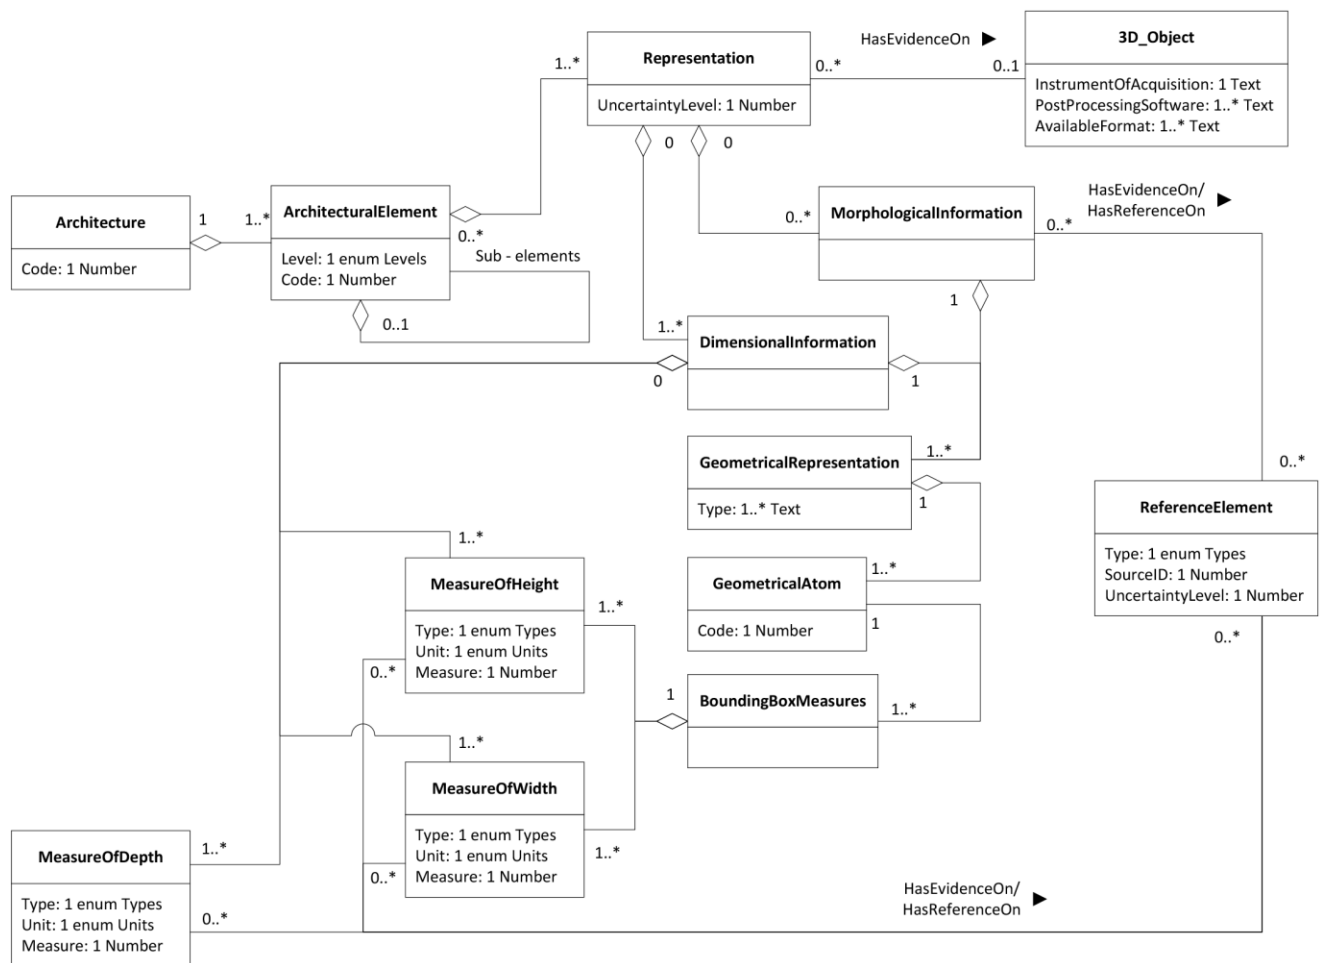 HasEvidenceOn
3D_Object
InstrumentOfAcquisition: 1 Text
PostProcessingSoftware: 1..* Text
AvailableFormat: 1..* Text
Representation
UncertaintyLevel: 1 Number
1..*
0..*
0..1
0
0
Architecture
Code: 1 Number
1
1..*
ArchitecturalElement
Level: 1 enum Levels
Code: 1 Number
0..*
Sub - elements
0..1
MorphologicalInformation
0..*
1
HasEvidenceOn/
HasReferenceOn
0..*
DimensionalInformation
1..*
0
1
GeometricalRepresentation
Type: 1..* Text
1..*
1
0..*
ReferenceElement
Type: 1 enum Types
SourceID: 1 Number
UncertaintyLevel: 1 Number
0..*
GeometricalAtom
Code: 1 Number
1..*
1
MeasureOfHeight
Type: 1 enum Types
Unit: 1 enum Units
Measure: 1 Number
1..*
1..*
0..*
BoundingBoxMeasures
1
1..*
MeasureOfWidth
Type: 1 enum Types
Unit: 1 enum Units
Measure: 1 Number
1..*
1..*
0..*
MeasureOfDepth
Type: 1 enum Types
Unit: 1 enum Units
Measure: 1 Number
1..*
0..*
HasEvidenceOn/
HasReferenceOn